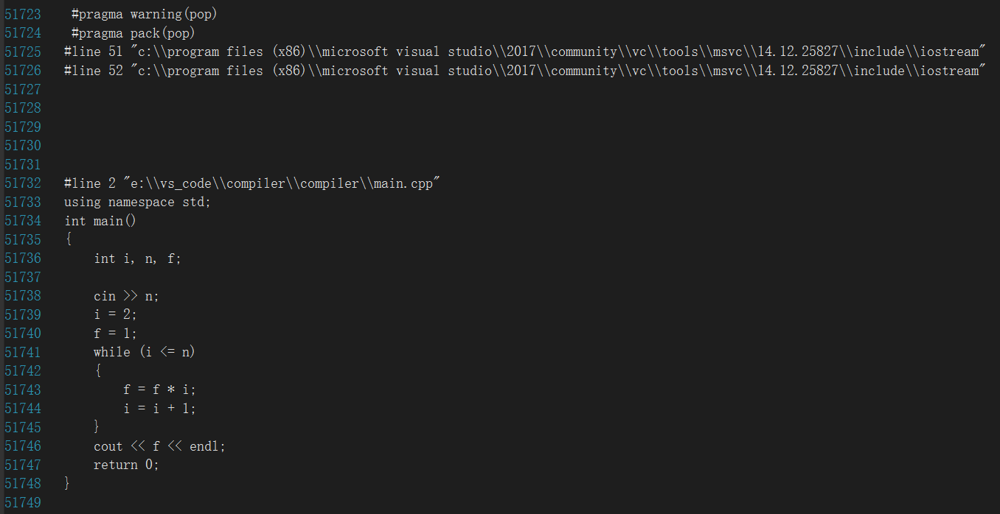 51723 #pragma warning(pop)
51724 #pragma pack(pop)
51725 #line 51 "c:\\program files (x86)\\microsoft visual studio\\2017\\community\\vc\\tools\\msvc\\14.12.25827\\include\\iostream"
51726 #line 52 "c:\\program files (x86)\\microsoft visual studio\\2017\\community\\vc\\tools\\msvc\\14.12.25827\\include\\iostream"
51727
51728
51729
51730
51731
51732 #line 2 "e:\\vs_code\\compiler\\compiler\\main.cpp"
51733 using namespace std;
51734 int main()
51735 {
51736     int i, n, f;
51737
51738     cin >> n;
51739     i = 2;
51740     f = 1;
51741     while (i <= n)
51742     {
51743         f = f * i;
51744         i = i + 1;
51745     }
51746     cout << f << endl;
51747     return 0;
51748 }
51749